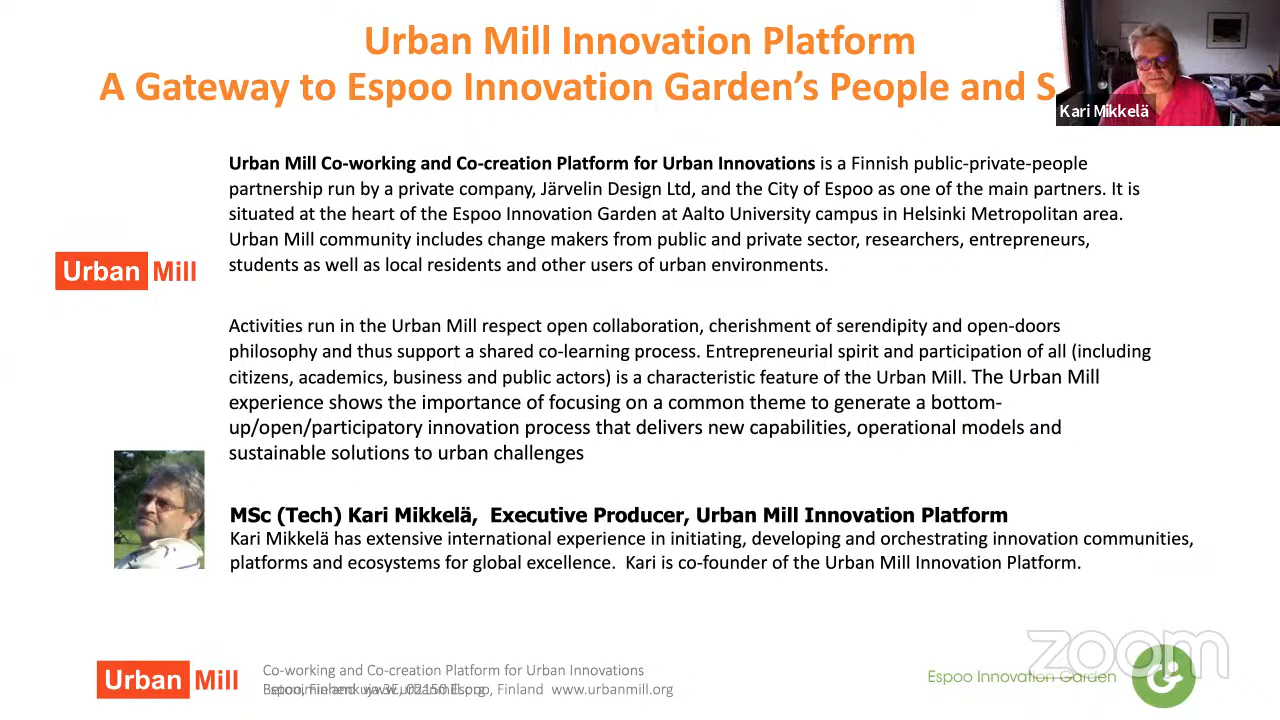 Urban Mill Innovation Platform
A Gateway to Espoo Innovation Garden's People and S
Kari Mikkelä
Urban Mill Co-working and Co-creation Platform for Urban Innovations is a Finnish public-private-people
partnership run by a private company, Järvelin Design Ltd, and the City of Espoo as one of the main partners. It is
situated at the heart of the Espoo Innovation Garden at Aalto University campus in Helsinki Metropolitan area.
Urban Mill community includes change makers from public and private sector, researchers, entrepreneurs,
students as well as local residents and other users of urban environments.
Urban Mill
Activities run in the Urban Mill respect open collaboration, cherishment of serendipity and open-doors
philosophy and thus support a shared co-learning process. Entrepreneurial spirit and participation of all (including
citizens, academics, business and public actors) is a characteristic feature of the Urban Mill. The Urban Mill
experience shows the importance of focusing on a common theme to generate a bottom-
up/open/participatory innovation process that delivers new capabilities, operational models and
sustainable solutions to urban challenges
MSc (Tech) Kari Mikkelä, Executive Producer, Urban Mill Innovation Platform
Kari Mikkelä has extensive international experience in initiating, developing and orchestrating innovation communities,
platforms and ecosystems for global excellence. Kari is co-founder of the Urban Mill Innovation Platform.
zoom
Urban Mill
Co-working and Co-creation Platform for Urban Innovations
Finland www.urbanmill.org
Espoo Innovation Garden